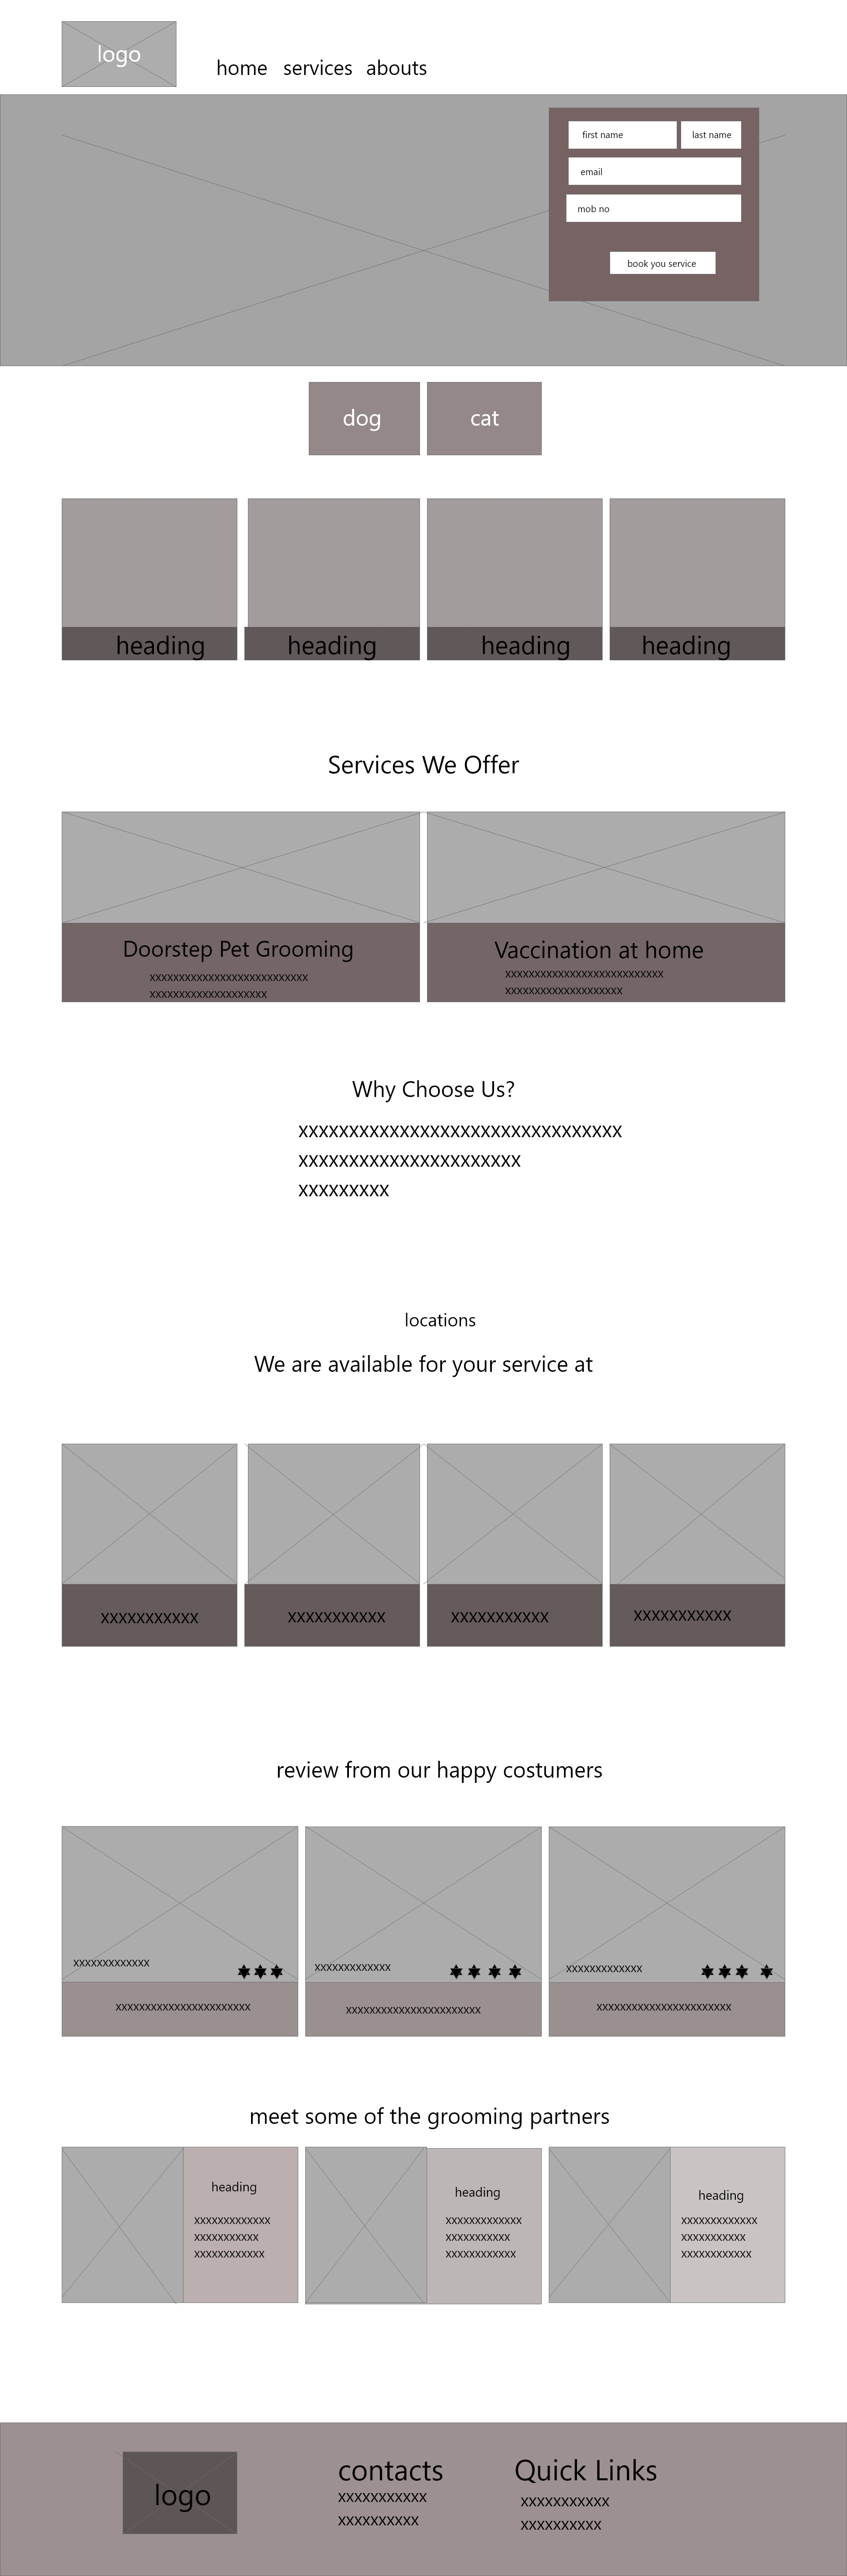 logo
home services abouts
first name last name
email
mob no
book you service
dog cat
heading heading heading heading
Services We Offer
Doorstep Pet Grooming
xxxxxxxxxxxxxxxxxxxxxxxxxxx
xxxxxxxxxxxxxxxxxxxx
Vaccination at home
xxxxxxxxxxxxxxxxxxxxxxxxxxx
xxxxxxxxxxxxxxxxxxxx
Why Choose Us?
xxxxxxxxxxxxxxxxxxxxxxxxxxxxxxxx
xxxxxxxxxxxxxxxxxxxxxx
xxxxxxxxx
locations
We are available for your service at
xxxxxxxxxxx xxxxxxxxxxx xxxxxxxxxxx xxxxxxxxxxx
review from our happy costumers
xxxxxxxxxxxxx
xxxxxxxxxxxxxxxxxxxxxxx
xxxxxxxxxxxxx
xxxxxxxxxxxxxxxxxxxxxxx
xxxxxxxxxxxxx
xxxxxxxxxxxxxxxxxxxxxxx
meet some of the grooming partners
heading
xxxxxxxxxxxxx
xxxxxxxxxxx
xxxxxxxxxxxx
heading
xxxxxxxxxxxxx
xxxxxxxxxxx
xxxxxxxxxxxx
heading
xxxxxxxxxxxxx
xxxxxxxxxxx
xxxxxxxxxxxx
logo
contacts
xxxxxxxxxxx
xxxxxxxxxx
Quick Links
xxxxxxxxxxx
xxxxxxxxxx